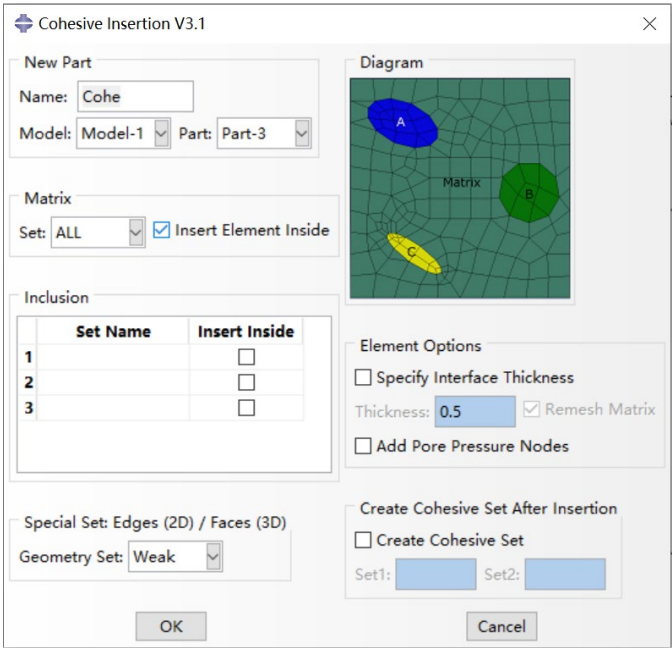 Cohesive Insertion V3.1
New Part
Name: Cohe
Model: Model-1 Part: Part-3
Matrix
Set: ALL Insert Element Inside
Inclusion
Set Name Insert Inside
1
2
3
Special Set: Edges (2D) / Faces (3D)
Geometry Set: Weak
OK
Diagram
A
Matrix
B
C
Element Options
Specify Interface Thickness
Thickness: 0.5 Remesh Matrix
Add Pore Pressure Nodes
Create Cohesive Set After Insertion
Create Cohesive Set
Set1: Set2:
Cancel